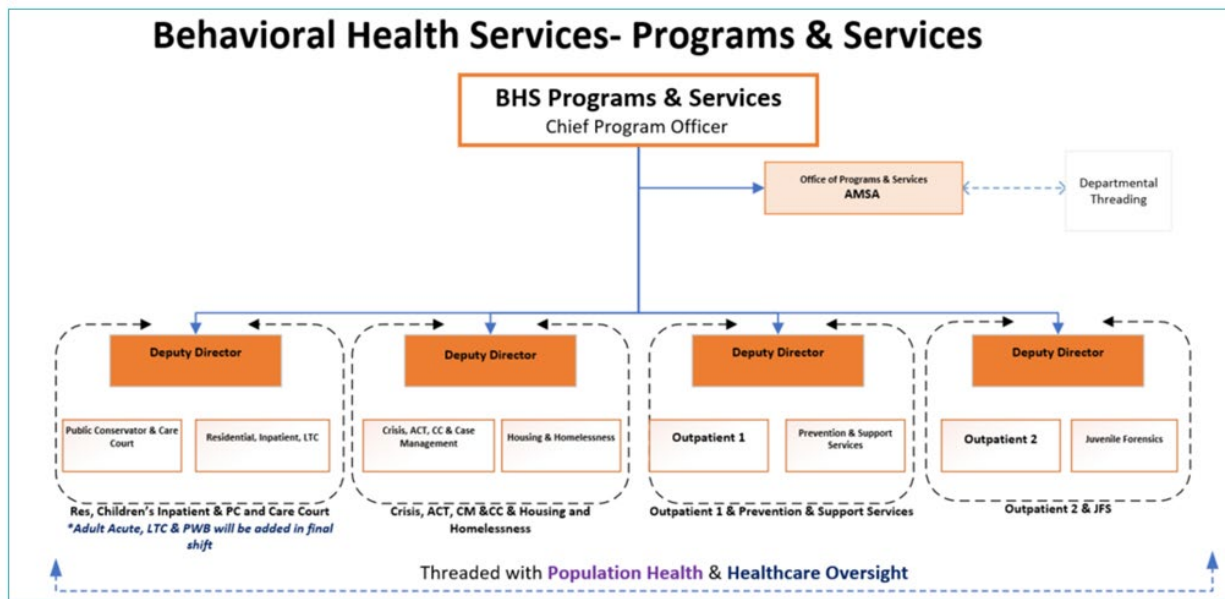 Behavioral Health Services- Programs & Services
BHS Programs & Services
Chief Program Officer
Office of Programs & Services
AMSA
Departmental
Threading
Deputy Director
Deputy Director
Deputy Director
Deputy Director
Public Conservator & Care
Court
Residential, Inpatient, LTC
Crisis, ACT, CC & Case
Management
Housing & Homelessness
Outpatient 1
Prevention & Support
Services
Outpatient 2
Juvenile Forensics
Res, Children's Inpatient & PC and Care Court
*Adult Acute, LTC & PWB will be added in final
shift
Crisis, ACT, CM &CC & Housing and
Homelessness
Outpatient 1 & Prevention & Support Services
Outpatient 2 & JFS
Threaded with Population Health & Healthcare Oversight